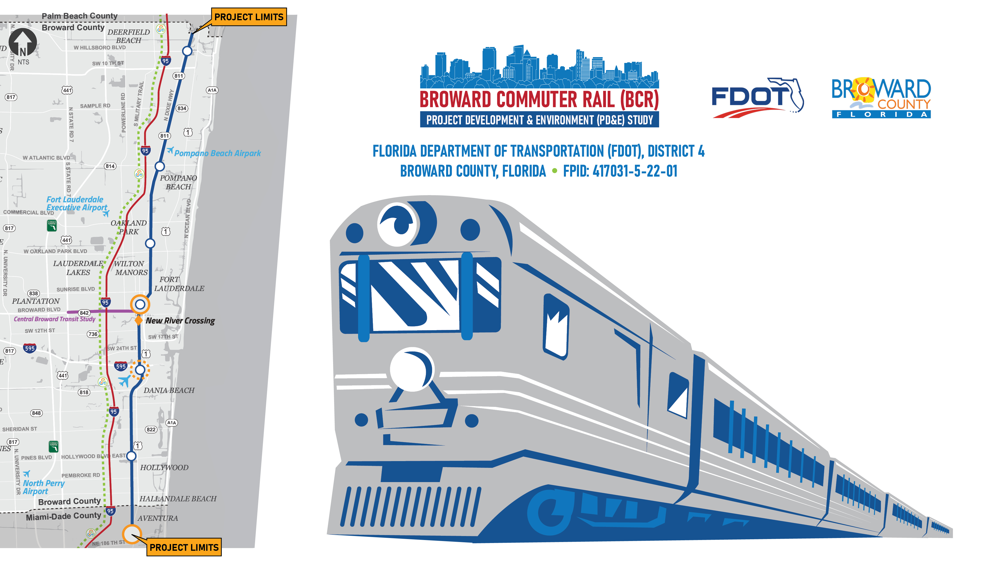 Palm Beach County
Broward County
PROJECT LIMITS
DEERFIELD
BEACH
N
NTS
W HILLSBORO BLVD
95
SW 10 TH ST
811
441
A1A
817
SAMPLE RD
834
N STATE RD 7
POWERLINE RD
S MILITARY TRAIL
N DIXIE HWY
1
811
95
Pompano Beach Airpark
W ATLANTIC BLVD
814
S STATE RD 7
POMPANO
BEACH
Fort Lauderdale
Executive Airport
COMMERCIAL BLVD
N OCEAN BLVD
FLORIDA'S
TURNPIKE
OAKLAND
PARK
817
1
441
W OAKLAND PARK BLVD
N. UNIVERSITY DR
LAUDERDALE
LAKES
WILTON
MANORS
FORT
LAUDERDALE
SUNRISE BLVD
838
PLANTATION
95
BROWARD BLVD
842
Central Broward Transit Study
New River Crossing
SW 12TH ST
736
SW 17TH ST
595
SW 24TH ST
817
1
595
441
DANIA BEACH
818
95
848
A1A
SHERIDAN ST
822
817
FLORIDA'S
TURNPIKE
1
N. UNIVERSITY DR
PINES BLVD
HOLLYWOOD BLVD EAST
HOLLYWOOD
PEMBROKE RD
North Perry
Airport
HALLANDALE BEACH
Broward County
95
Miami-Dade County
AVENTURA
NE 186 TH ST
PROJECT LIMITS
BROWARD COMMUTER RAIL (BCR)
PROJECT DEVELOPMENT & ENVIRONMENT (PD&E) STUDY
FDOT
BROWARD
COUNTY
FLORIDA
FLORIDA DEPARTMENT OF TRANSPORTATION (FDOT), DISTRICT 4
BROWARD COUNTY, FLORIDA • FPID: 417031-5-22-01